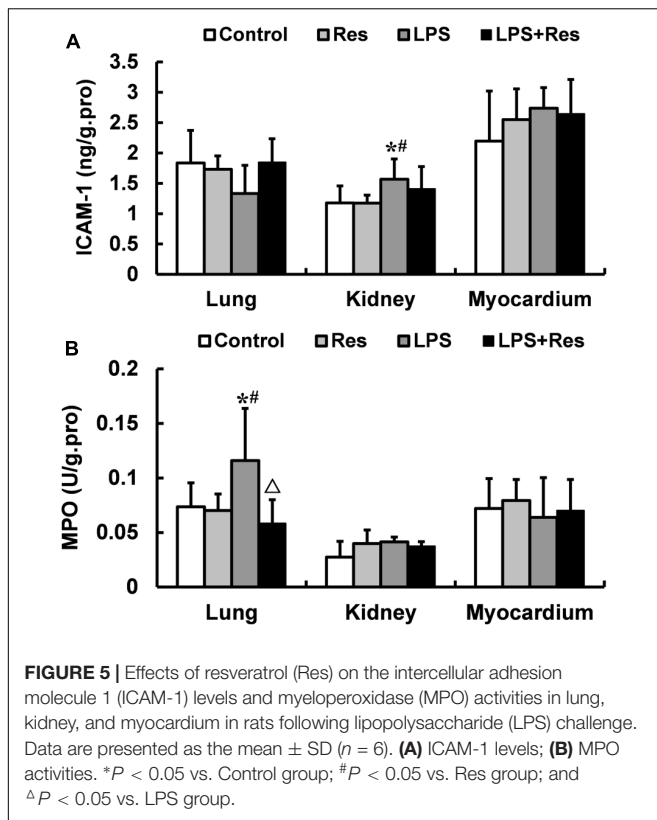 A
Control Res LPS LPS+Res
ICAM-1 (ng/g.pro)
3.5
3
2.5
2
1.5
1
0.5
0
*#
Lung Kidney Myocardium
B
Control Res LPS LPS+Res
MPO (U/g.pro)
0.2
0.15
0.1
0.05
0
*#
△
Lung Kidney Myocardium
FIGURE 5 | Effects of resveratrol (Res) on the intercellular adhesion
molecule 1 (ICAM-1) levels and myeloperoxidase (MPO) activities in lung,
kidney, and myocardium in rats following lipopolysaccharide (LPS) challenge.
Data are presented as the mean ± SD (n = 6). (A) ICAM-1 levels; (B) MPO
activities. *P < 0.05 vs. Control group; #P < 0.05 vs. Res group; and
△P < 0.05 vs. LPS group.